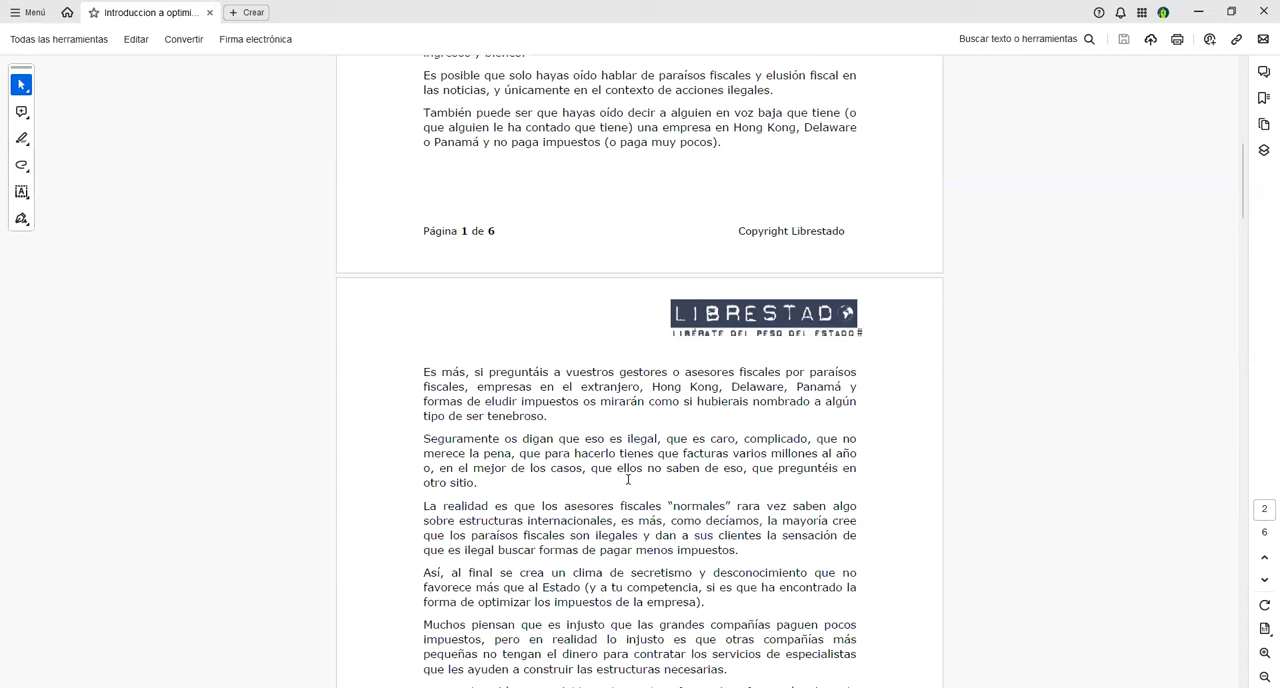 Menú
Introduccion a optimi...
Crear
Todas las herramientas
Editar
Convertir
Firma electrónica
Buscar texto o herramientas
Es posible que solo hayas oído hablar de paraísos fiscales y elusión fiscal en
las noticias, y únicamente en el contexto de acciones ilegales.
También puede ser que hayas oído decir a alguien en voz baja que tiene (o
que alguien le ha contado que tiene) una empresa en Hong Kong, Delaware
o Panamá y no paga impuestos (o paga muy pocos).
Página 1 de 6
Copyright Librestado
LIBRESTADO
LIBÉRATE DEL PESO DEL ESTADO#
Es más, si preguntáis a vuestros gestores o asesores fiscales por paraísos
fiscales, empresas en el extranjero, Hong Kong, Delaware, Panamá y
formas de eludir impuestos os mirarán como si hubierais nombrado a algún
tipo de ser tenebroso.
Seguramente os digan que eso es ilegal, que es caro, complicado, que no
merece la pena, que para hacerlo tienes que facturas varios millones al año
o, en el mejor de los casos, que ellos no saben de eso, que preguntéis en
otro sitio.
La realidad es que los asesores fiscales “normales” rara vez saben algo
sobre estructuras internacionales, es más, como decíamos, la mayoría cree
que los paraísos fiscales son ilegales y dan a sus clientes la sensación de
que es ilegal buscar formas de pagar menos impuestos.
Así, al final se crea un clima de secretismo y desconocimiento que no
favorece más que al Estado (y a tu competencia, si es que ha encontrado la
forma de optimizar los impuestos de la empresa).
Muchos piensan que es injusto que las grandes compañías paguen pocos
impuestos, pero en realidad lo injusto es que otras compañías más
pequeñas no tengan el dinero para contratar los servicios de especialistas
que les ayuden a construir las estructuras necesarias.
2
6